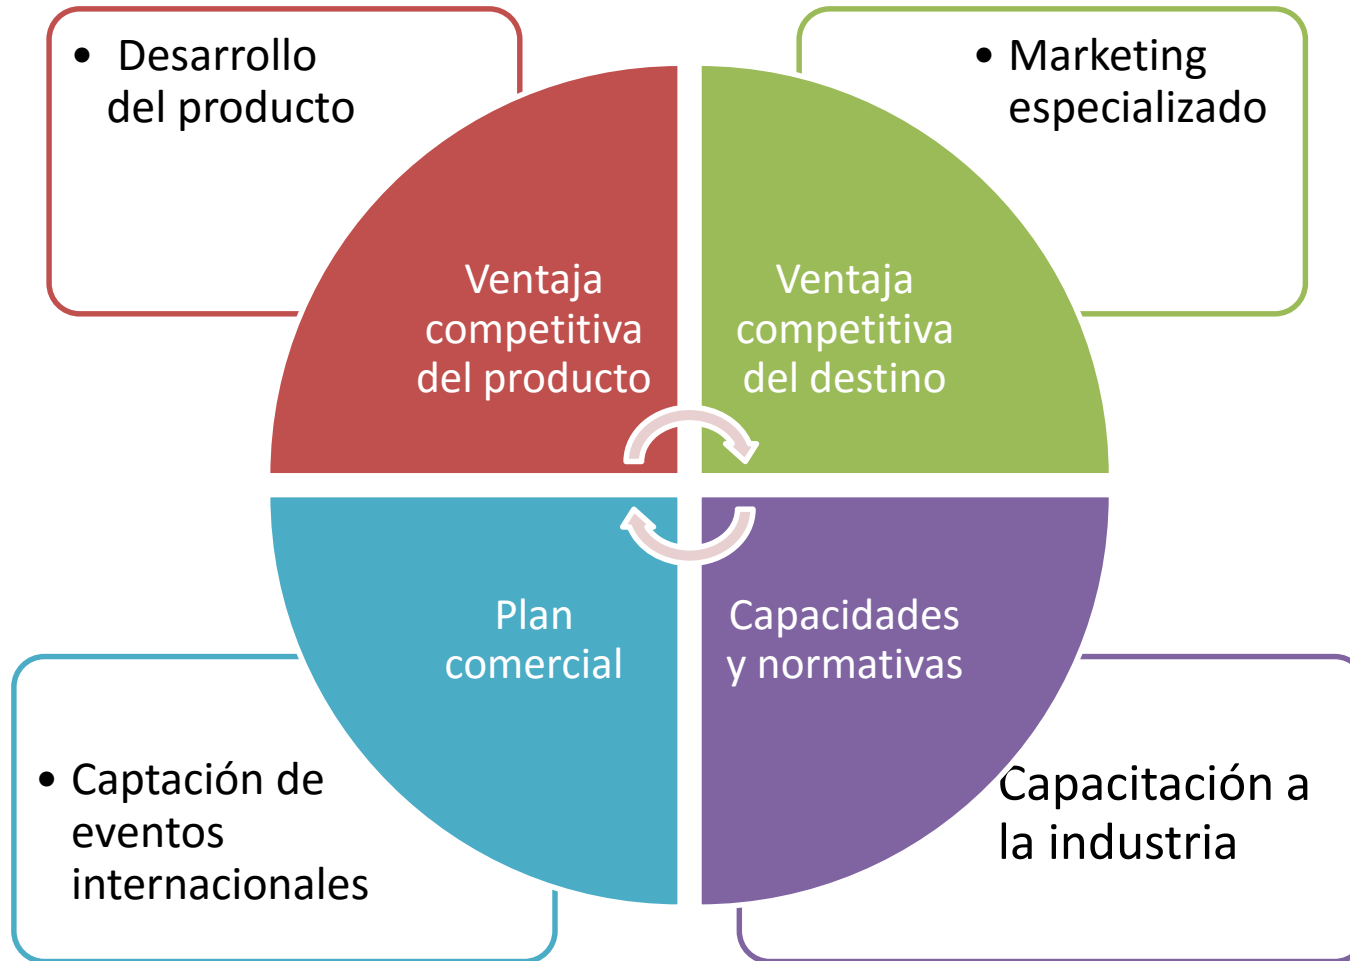 • Desarrollo
del producto
• Marketing
especializado
Ventaja
competitiva
del producto
Ventaja
competitiva
del destino
Plan
comercial
Capacidades
y normativas
• Captación de
eventos
internacionales
Capacitación a
la industria